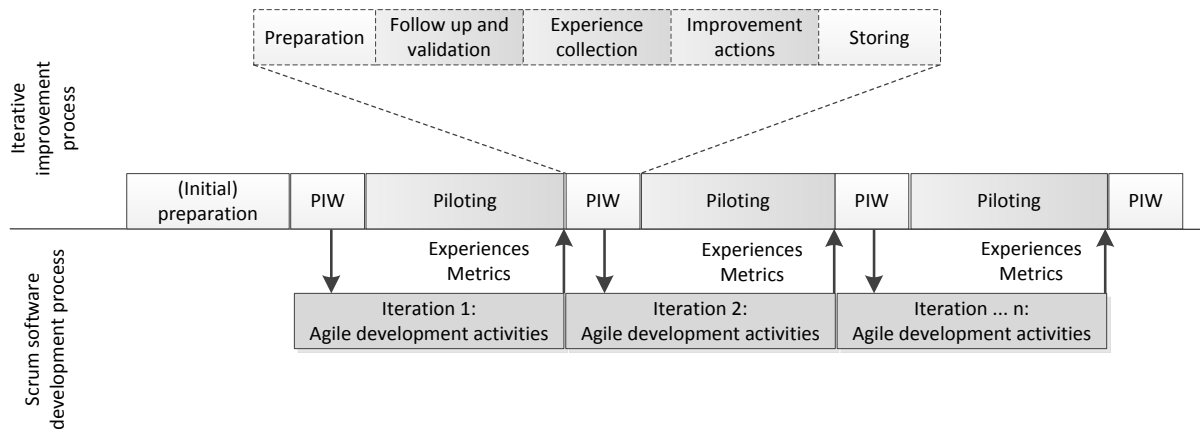 Preparation
Follow up and
validation
Experience
collection
Improvement
actions
Storing
Iterative
improvement
process
(Initial)
preparation
PIW
Piloting
PIW
Piloting
PIW
Piloting
PIW
Scrum software
development process
Experiences
Metrics
Experiences
Metrics
Experiences
Metrics
Iteration 1:
Agile development activities
Iteration 2:
Agile development activities
Iteration ... n:
Agile development activities